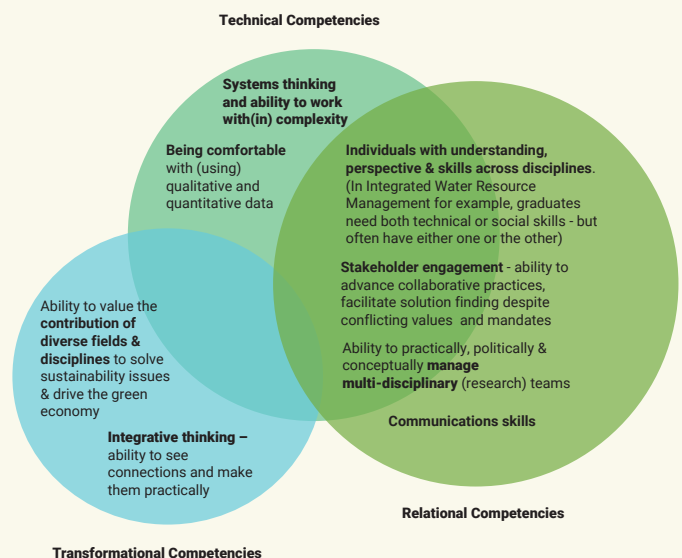 Technical Competencies
Systems thinking
and ability to work
with(in) complexity
Being comfortable
with (using)
qualitative and
quantitative data
Individuals with understanding,
perspective & skills across disciplines.
(In Integrated Water Resource
Management for example, graduates
need both technical or social skills - but
often have either one or the other)
Stakeholder engagement - ability to
advance collaborative practices,
facilitate solution finding despite
conflicting values and mandates
Ability to practically, politically &
conceptually manage
multi-disciplinary (research) teams
Communications skills
Relational Competencies
Ability to value the
contribution of
diverse fields &
disciplines to solve
sustainability issues
& drive the green
economy
Integrative thinking –
ability to see
connections and make
them practically
Transformational Competencies